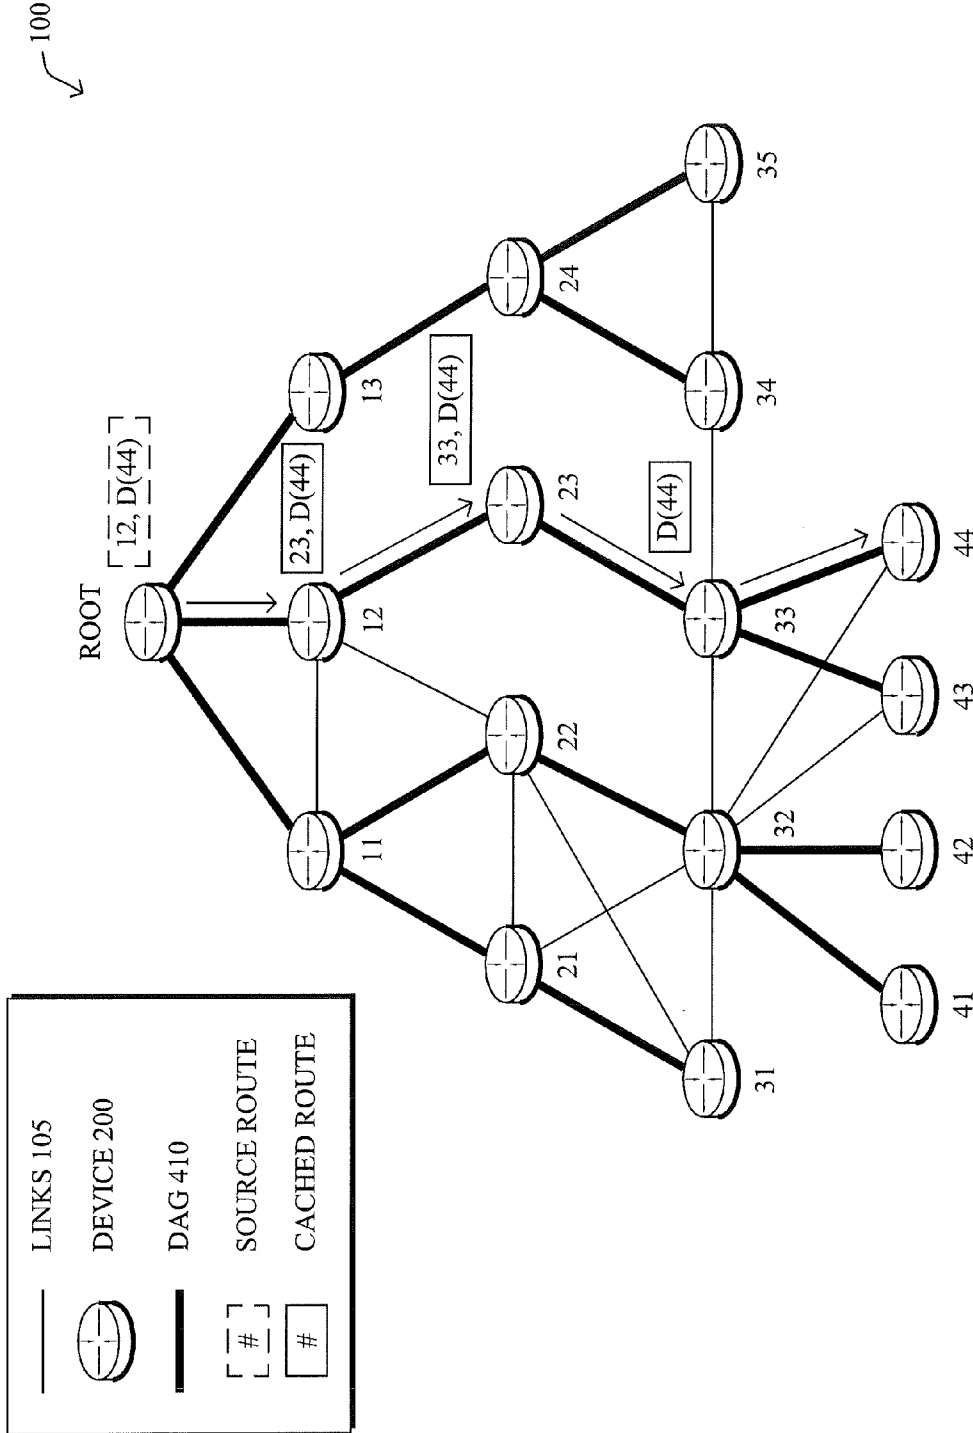 100
LINKS 105
DEVICE 200
DAG 410
# SOURCE ROUTE
# CACHED ROUTE
ROOT
12, D(44)
11
12
23, D(44)
13
21
22
23
33, D(44)
24
31
32
33
D(44)
34
35
41
42
43
44